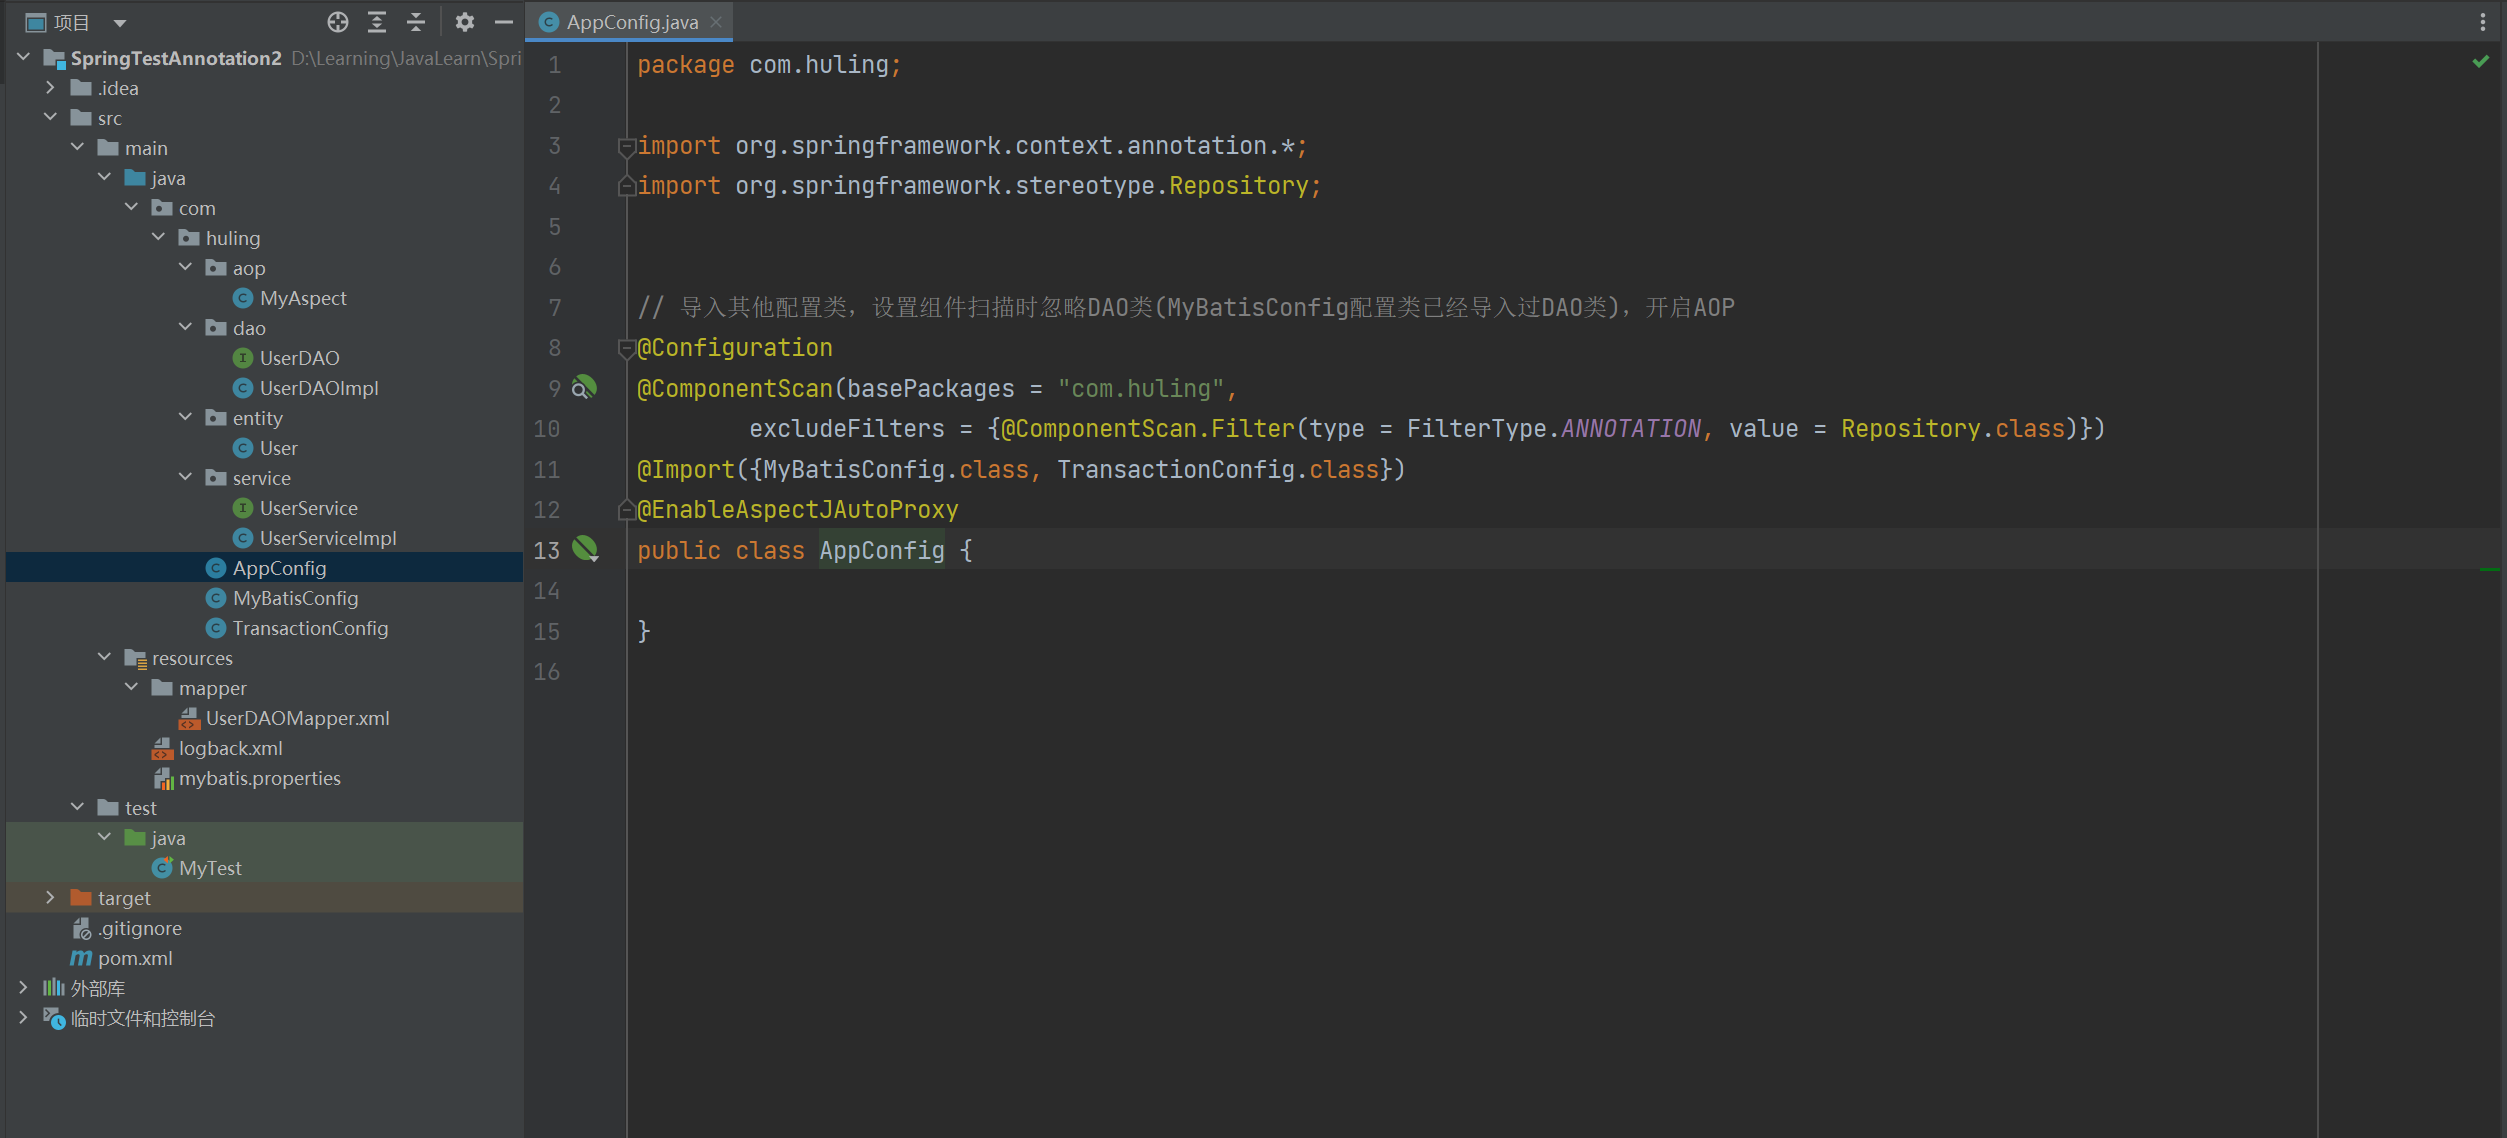 项目
SpringTestAnnotation2 D:\Learning\JavaLearn\Spri
.idea
src
main
java
com
huling
aop
MyAspect
dao
UserDAO
UserDAOImpl
entity
User
service
UserService
UserServiceImpl
AppConfig
MyBatisConfig
TransactionConfig
resources
mapper
UserDAOMapper.xml
logback.xml
mybatis.properties
test
java
MyTest
target
.gitignore
pom.xml
外部库
临时文件和控制台
AppConfig.java
1 package com.huling;
2
3 import org.springframework.context.annotation.*;
4 import org.springframework.stereotype.Repository;
5
6
7 // 导入其他配置类，设置组件扫描时忽略DAO类(MyBatisConfig配置类已经导入过DAO类)，开启AOP
8 @Configuration
9 @ComponentScan(basePackages = "com.huling",
10 excludeFilters = {@ComponentScan.Filter(type = FilterType.ANNOTATION, value = Repository.class)})
11 @Import({MyBatisConfig.class, TransactionConfig.class})
12 @EnableAspectJAutoProxy
13 public class AppConfig {
14
15 }
16